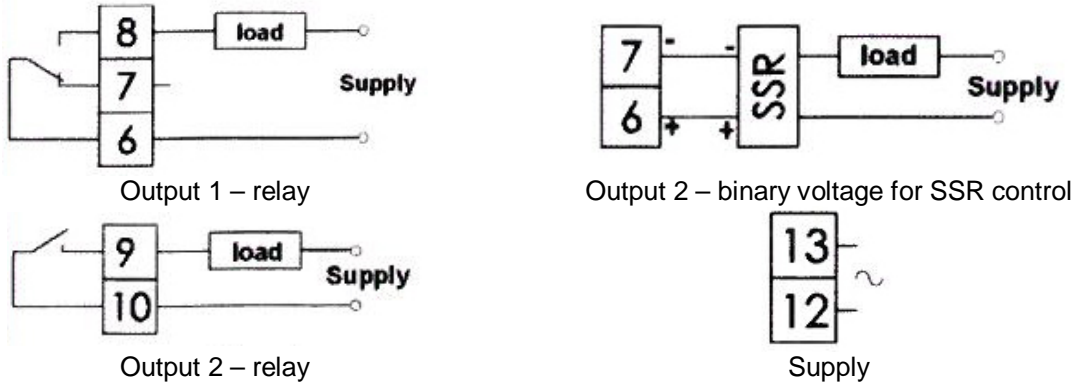 8 load
7 Supply
6
Output 1 – relay
7 - - SSR load
Supply
6 + +
Output 2 – binary voltage for SSR control
9 load
Supply
10
Output 2 – relay
13
12
Supply